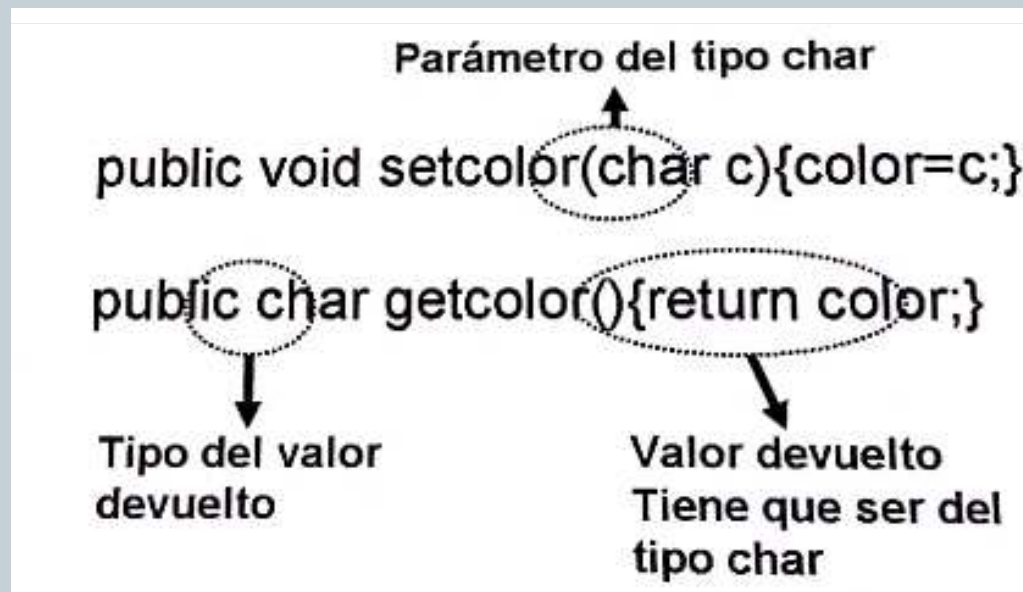 Parámetro del tipo char
public void setcolor(char c){color=c;}
public char getcolor(){return color;}
Tipo del valor
devuelto
Valor devuelto
Tiene que ser del
tipo char